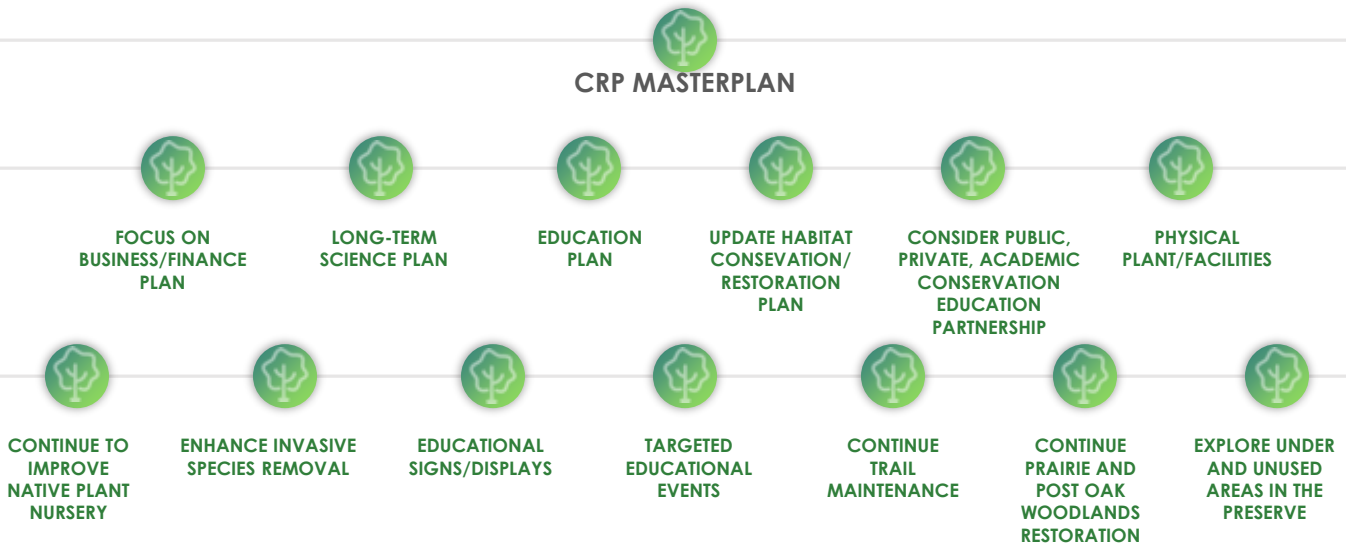 CRP MASTERPLAN
FOCUS ON
BUSINESS/FINANCE
PLAN
LONG-TERM
SCIENCE PLAN
EDUCATION
PLAN
UPDATE HABITAT
CONSEVATION/
RESTORATION
PLAN
CONSIDER PUBLIC,
PRIVATE, ACADEMIC
CONSERVATION
EDUCATION
PARTNERSHIP
PHYSICAL
PLANT/FACILITIES
CONTINUE TO
IMPROVE
NATIVE PLANT
NURSERY
ENHANCE INVASIVE
SPECIES REMOVAL
EDUCATIONAL
SIGNS/DISPLAYS
TARGETED
EDUCATIONAL
EVENTS
CONTINUE
TRAIL
MAINTENANCE
CONTINUE
PRAIRIE AND
POST OAK
WOODLANDS
RESTORATION
EXPLORE UNDER
AND UNUSED
AREAS IN THE
PRESERVE